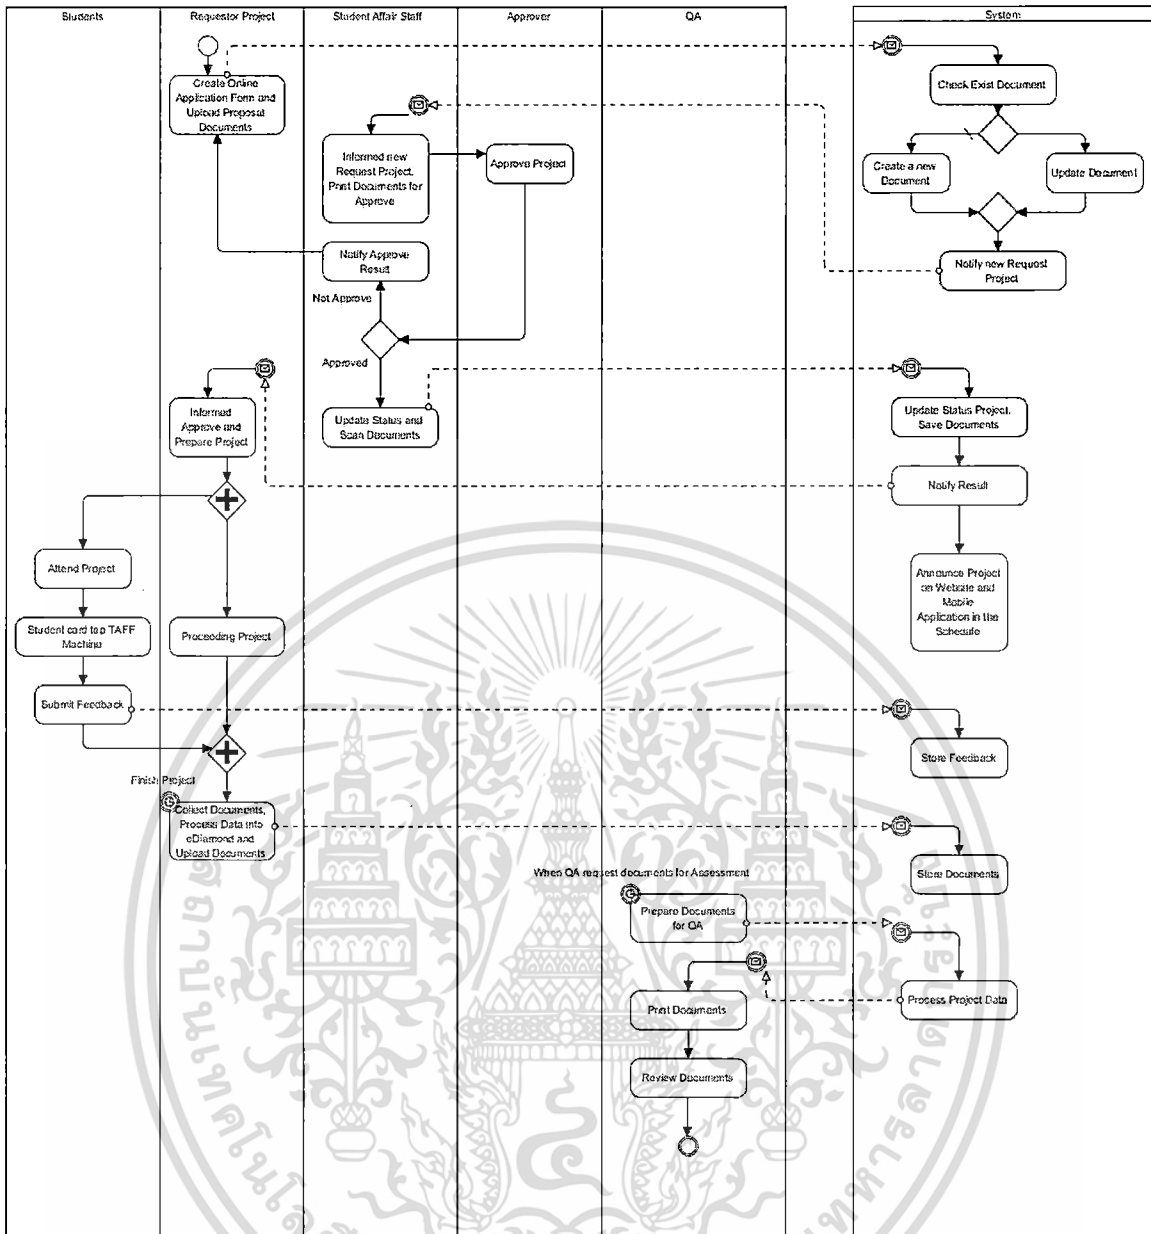 Students
Requestor Project
Student Affair Staff
Approver
QA
System
Create Online
Application Form and
Upload Proposal
Documents
Check Exist Document
Create a new
Document
Update Document
Notify new Request
Project
Informed new
Request Project,
Print Documents for
Approve
Approve Project
Notify Approve
Result
Not Approve
Approved
Update Status and
Scan Documents
Informed
Approve and
Prepare Project
Update Status Project,
Save Documents
Notify Result
Announce Project
on Website and
Mobile
Application in the
Schedule
Attend Project
Student card tap TAFF
Machine
Submit Feedback
Proceeding Project
Store Feedback
Finish Project
Collect Documents,
Process Data into
eDiamond and
Upload Documents
Store Documents
When QA request documents for Assessment
Prepare Documents
for QA
Process Project Data
Print Documents
Review Documents